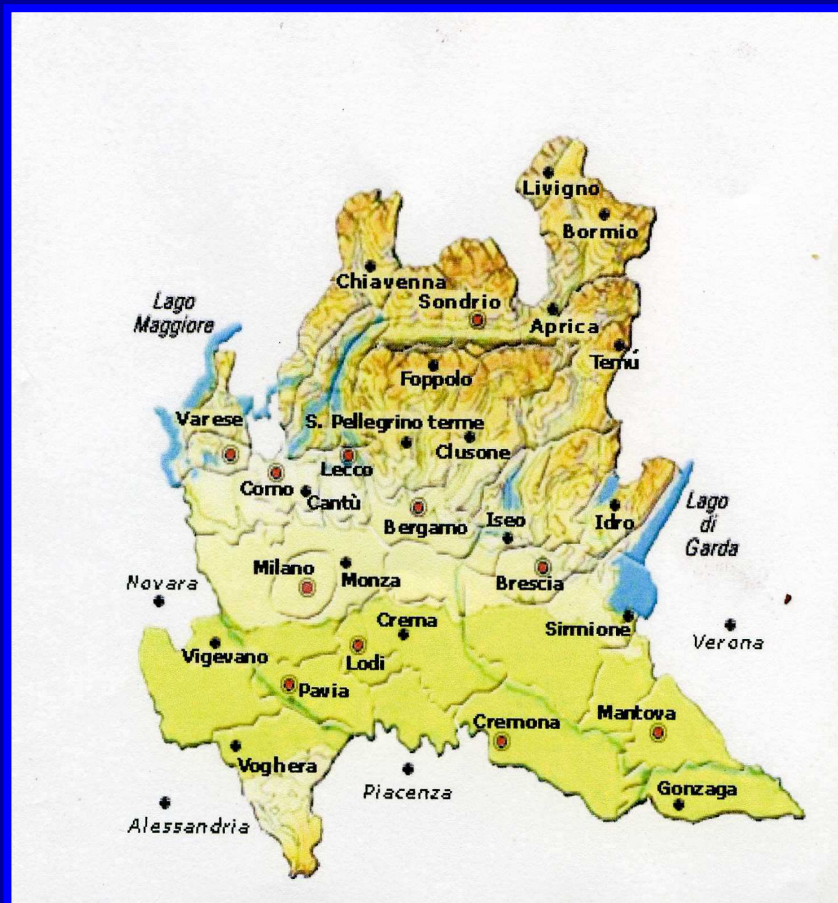 Livigno
Bormio
Chiavenna
Sondrio
Aprica
Lago
Maggiore
Temú
Foppolo
Varese
S. Pellegrino terme
Clusone
Lecco
Como
Cantù
Bergamo
Iseo
Idro
Lago
di
Garda
Milano
Monza
Brescia
Novara
Crema
Sirmione
Verona
Vigevano
Lodi
Pavia
Cremona
Mantova
Voghera
Piacenza
Gonzaga
Alessandria